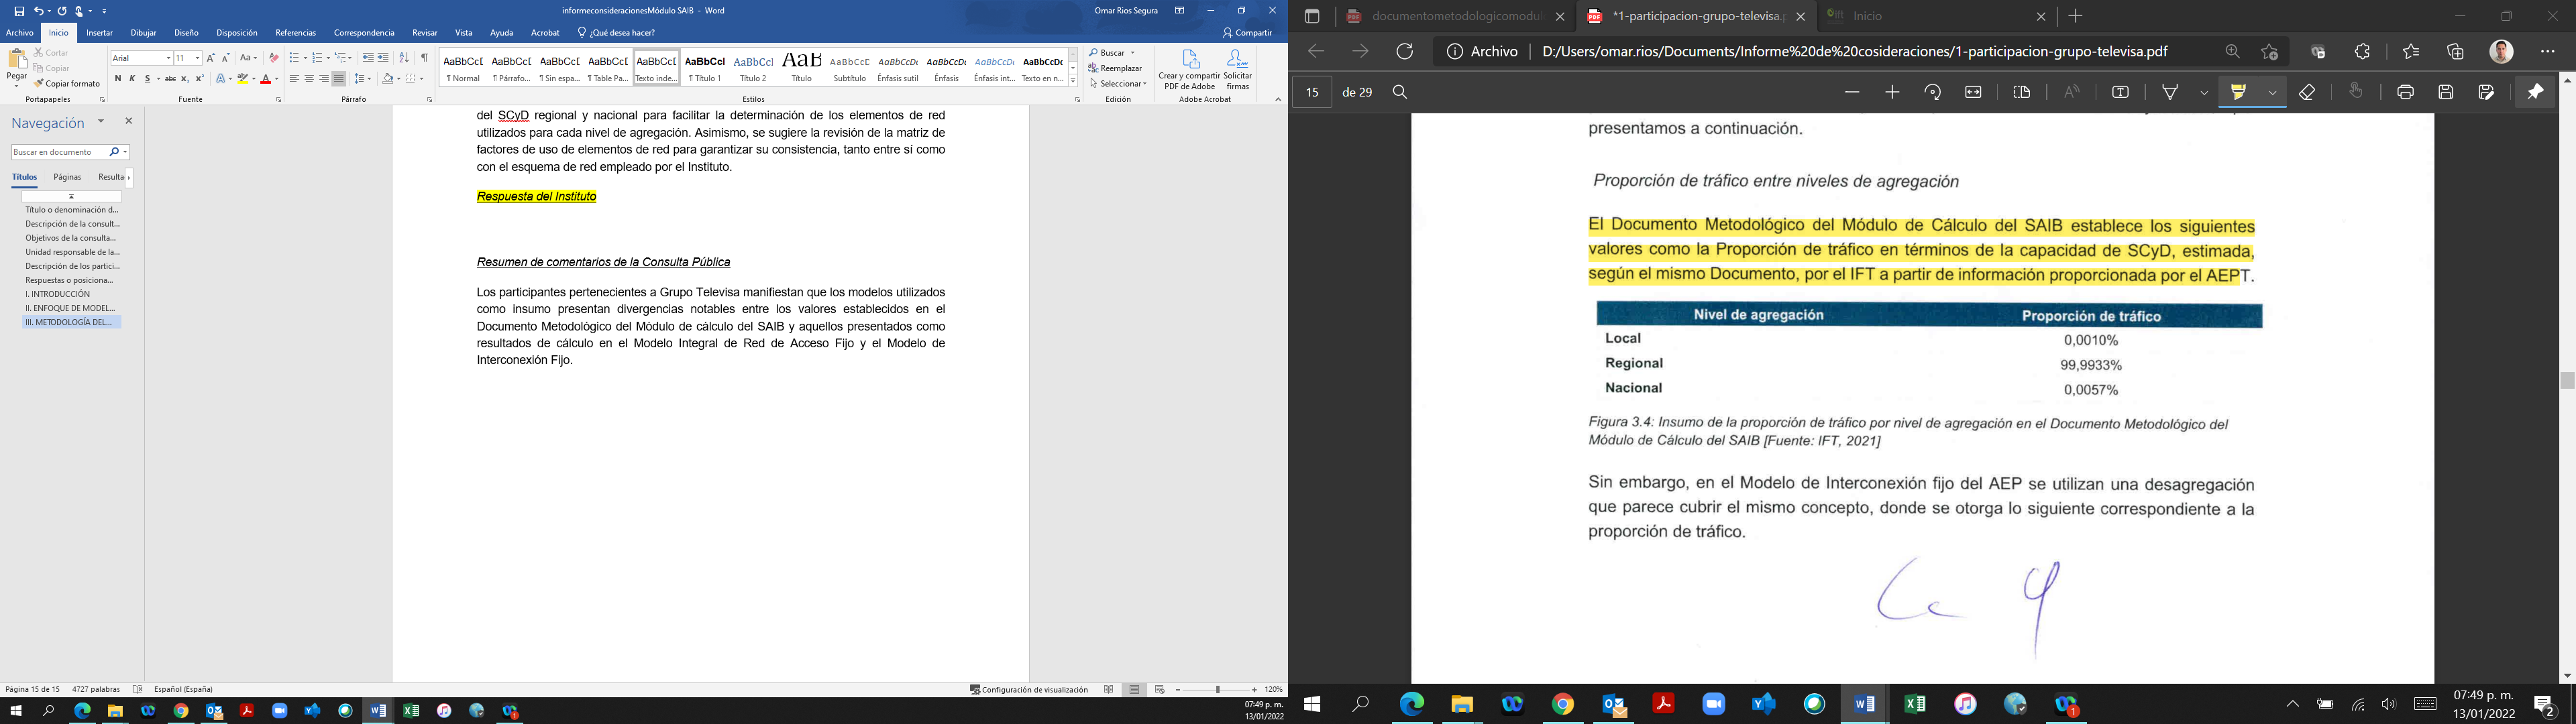 informeconsideracionesMódulo SAIB - Word
Omar Rios Segura
Archivo Inicio Insertar Dibujar Diseño Disposición Referencias Correspondencia Revisar Vista Ayuda Acrobat ¿Qué desea hacer? Compartir
Pegar
Cortar
Copiar
Copiar formato
Portapapeles
Arial 11
N K S abc x₂ x²
Fuente
Párrafo
AaBbCcI AaBbCcI AaBbCcI AaBbCcI AaBbCcI AaBbCcI AaBbCcI AaB AaBbCcD AaBbCcDc AaBbCcDc AaBbCcDc AaBbCcDc
¶ Normal ¶ Párrafo... ¶ Sin espa... ¶ Table Pa... Texto inde... ¶ Título 1 Título 2 Título Subtítulo Énfasis sutil Énfasis Énfasis int... Texto en n...
Estilos
Buscar
Reemplazar
Seleccionar
Edición
Crear y compartir PDF de Adobe
Solicitar firmas
Adobe Acrobat
Navegación
Buscar en documento
Títulos Páginas Resulta
Título o denominación d...
Descripción de la consult...
Objetivos de la consulta...
Unidad responsable de la...
Descripción de los partici...
Respuestas o posiciona...
I. INTRODUCCIÓN
II. ENFOQUE DE MODEL...
III. METODOLOGÍA DEL...
del SCyD regional y nacional para facilitar la determinación de los elementos de red
utilizados para cada nivel de agregación. Asimismo, se sugiere la revisión de la matriz de
factores de uso de elementos de red para garantizar su consistencia, tanto entre sí como
con el esquema de red empleado por el Instituto.
Respuesta del Instituto
Resumen de comentarios de la Consulta Pública
Los participantes pertenecientes a Grupo Televisa manifiestan que los modelos utilizados
como insumo presentan divergencias notables entre los valores establecidos en el
Documento Metodológico del Módulo de cálculo del SAIB y aquellos presentados como
resultados de cálculo en el Modelo Integral de Red de Acceso Fijo y el Modelo de
Interconexión Fijo.
Página 15 de 15 4727 palabras Español (España) Configuración de visualización 120%
07:49 p. m.
13/01/2022
documentometodologicomodul
*1-participacion-grupo-televisa.p
Inicio
Archivo D:/Users/omar.rios/Documents/Informe%20de%20cosideraciones/1-participacion-grupo-televisa.pdf
15 de 29
presentamos a continuación.
Proporción de tráfico entre niveles de agregación
El Documento Metodológico del Módulo de Cálculo del SAIB establece los siguientes
valores como la Proporción de tráfico en términos de la capacidad de SCyD, estimada,
según el mismo Documento, por el IFT a partir de información proporcionada por el AEPT.
Nivel de agregación Proporción de tráfico
Local 0,0010%
Regional 99,9933%
Nacional 0,0057%
Figura 3.4: Insumo de la proporción de tráfico por nivel de agregación en el Documento Metodológico del
Módulo de Cálculo del SAIB [Fuente: IFT, 2021]
Sin embargo, en el Modelo de Interconexión fijo del AEP se utilizan una desagregación
que parece cubrir el mismo concepto, donde se otorga lo siguiente correspondiente a la
proporción de tráfico.
07:49 p. m.
13/01/2022
2